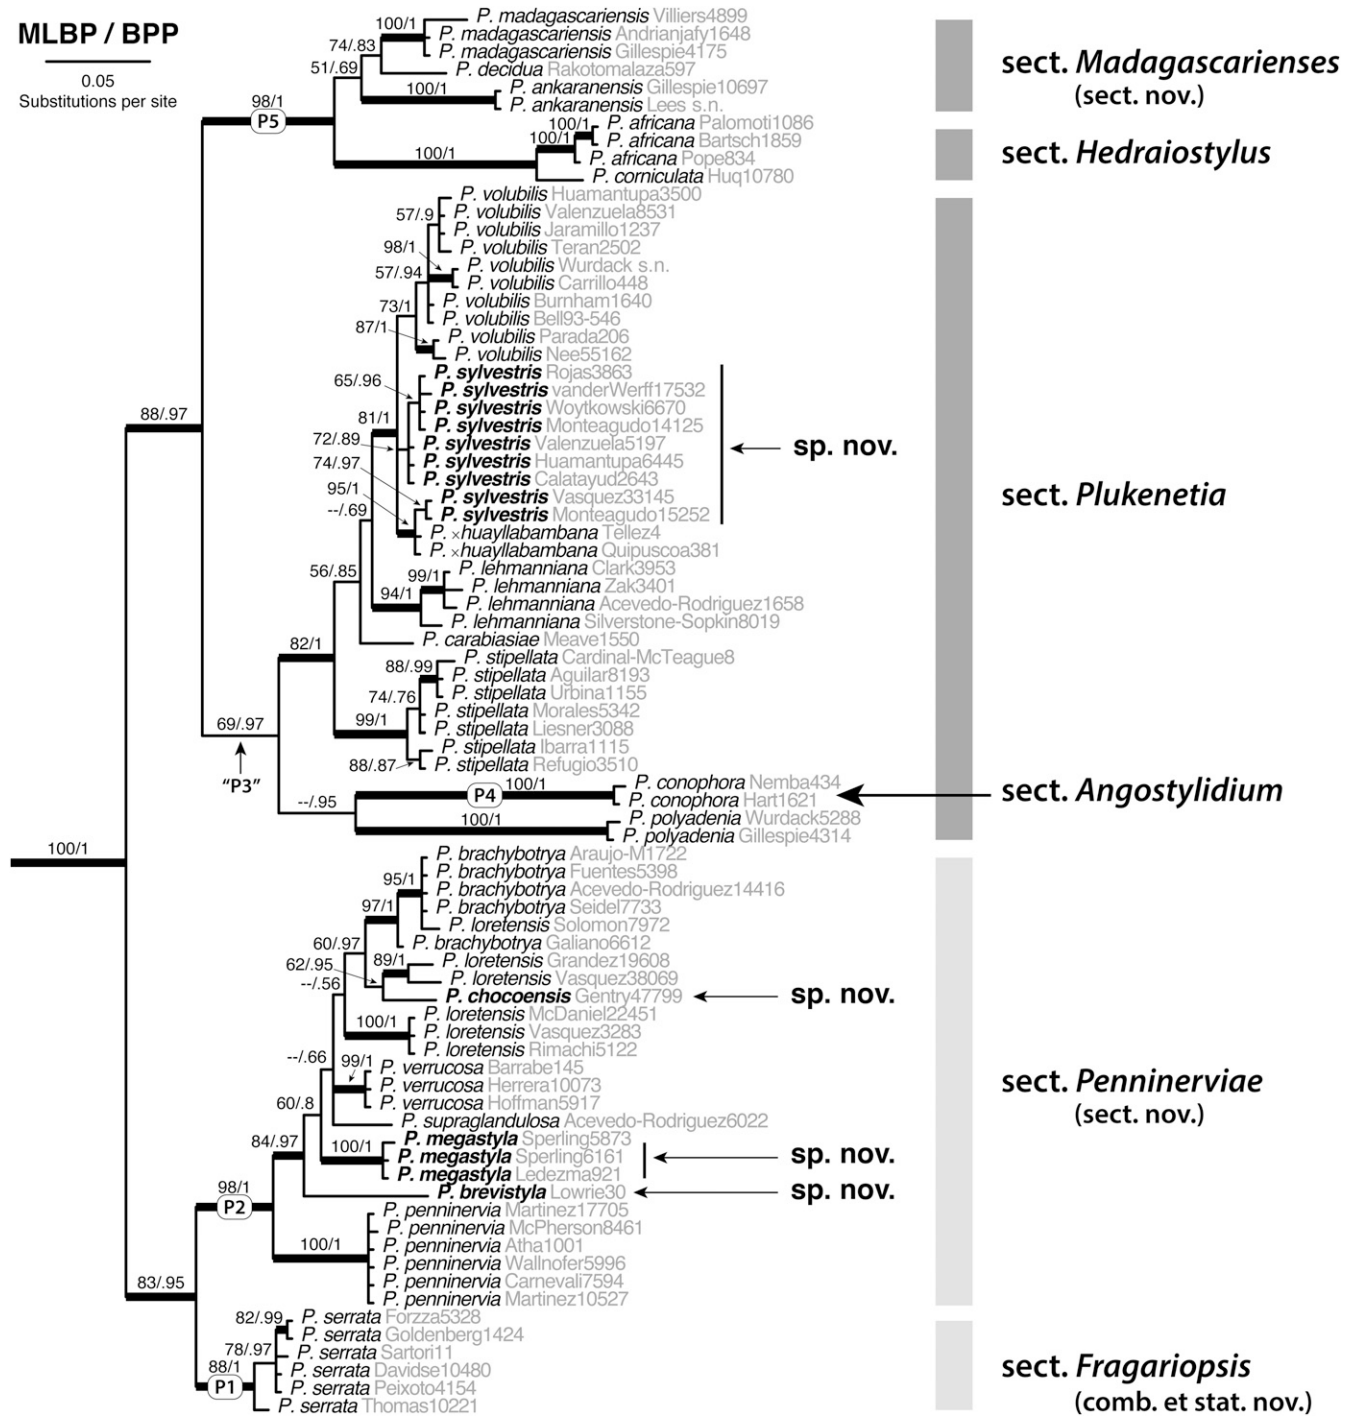 MLBP / BPP
0.05
Substitutions per site
P. madagascariensis Villiers4899
100/1
P. madagascariensis Andrianjafy1648
74/.83
P. madagascariensis Gillespie4175
51/.69
P. decidua Rakotomalaza597
sect. Madagascarienses
(sect. nov.)
100/1
P. ankaranensis Gillespie10697
98/1
P. ankaranensis Lees s.n.
P5
100/1
P. africana Palomoti1086
100/1
P. africana Bartsch1859
100/1
P. africana Pope834
sect. Hedraiostylus
P. corniculata Huq10780
P. volubilis Huamantupa3500
57/.9
P. volubilis Valenzuela8531
P. volubilis Jaramillo1237
98/1
P. volubilis Teran2502
57/.94
P. volubilis Wurdack s.n.
P. volubilis Carrillo448
73/1
P. volubilis Burnham1640
87/1
P. volubilis Bell93-546
P. volubilis Parada206
P. volubilis Nee55162
65/.96
P. sylvestris Rojas3863
P. sylvestris vanderWerff17532
88/.97
81/1
P. sylvestris Woytkowski6670
P. sylvestris Monteagudo14125
72/.89
P. sylvestris Valenzuela5197
sp. nov.
74/.97
P. sylvestris Huamantupa6445
95/1
P. sylvestris Calatayud2643
--/.69
P. sylvestris Vasquez33145
sect. Plukenetia
P. sylvestris Monteagudo15252
P. ×huayllabambana Tellez4
P. ×huayllabambana Quipuscoa381
56/.85
99/1
P. lehmanniana Clark3953
94/1
P. lehmanniana Zak3401
P. lehmanniana Acevedo-Rodriguez1658
P. lehmanniana Silverstone-Sopkin8019
82/1
P. carabiasiae Meave1550
88/.99
P. stipellata Cardinal-McTeague8
P. stipellata Aguilar8193
74/.76
P. stipellata Urbina1155
99/1
P. stipellata Morales5342
69/.97
P. stipellata Liesner3088
P. stipellata Ibarra1115
88/.87
P. stipellata Refugio3510
"P3"
P4
100/1
P. conophora Nemba434
--/.95
P. conophora Hart1621
sect. Angostylidium
100/1
P. polyadenia Wurdack5288
P. polyadenia Gillespie4314
100/1
P. brachybotrya Araujo-M1722
95/1
P. brachybotrya Fuentes5398
P. brachybotrya Acevedo-Rodriguez14416
97/1
P. brachybotrya Seidel7733
P. loretensis Solomon7972
60/.97
P. brachybotrya Galiano6612
62/.95
89/1
P. loretensis Grandez19608
--/.56
P. loretensis Vasquez38069
P. chocoensis Gentry47799
sp. nov.
100/1
P. loretensis McDaniel22451
P. loretensis Vasquez3283
P. loretensis Rimachi5122
--/.66
99/1
P. verrucosa Barrabe145
P. verrucosa Herrera10073
sect. Penninerviae
(sect. nov.)
60/.8
P. verrucosa Hoffman5917
P. supraglandulosa Acevedo-Rodriguez6022
84/.97
100/1
P. megastyla Sperling5873
P. megastyla Sperling6161
sp. nov.
P. megastyla Ledezma921
98/1
P2
P. brevistyla Lowrie30
sp. nov.
P. penninervia Martinez17705
P. penninervia McPherson8461
100/1
P. penninervia Atha1001
P. penninervia Wallnofer5996
83/.95
P. penninervia Carnevali7594
P. penninervia Martinez10527
82/.99
P. serrata Forzza5328
P. serrata Goldenberg1424
78/.97
P. serrata Sartori11
88/1
P1
P. serrata Davidse10480
P. serrata Peixoto4154
P. serrata Thomas10221
sect. Fragariopsis
(comb. et stat. nov.)